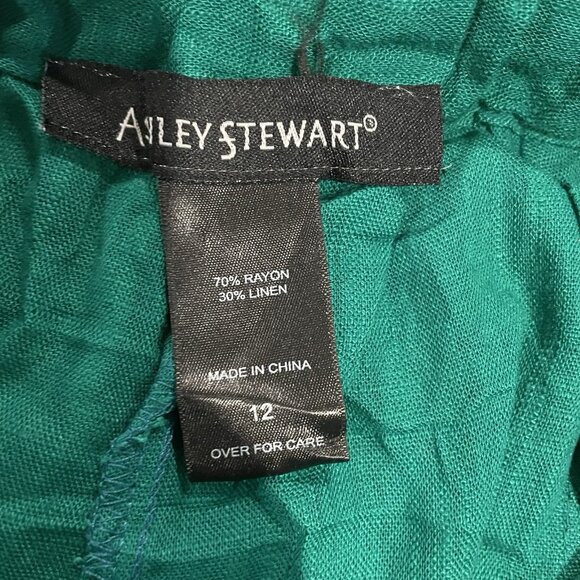 ASHLEY STEWART®
70% RAYON
30% LINEN
MADE IN CHINA
12
OVER FOR CARE